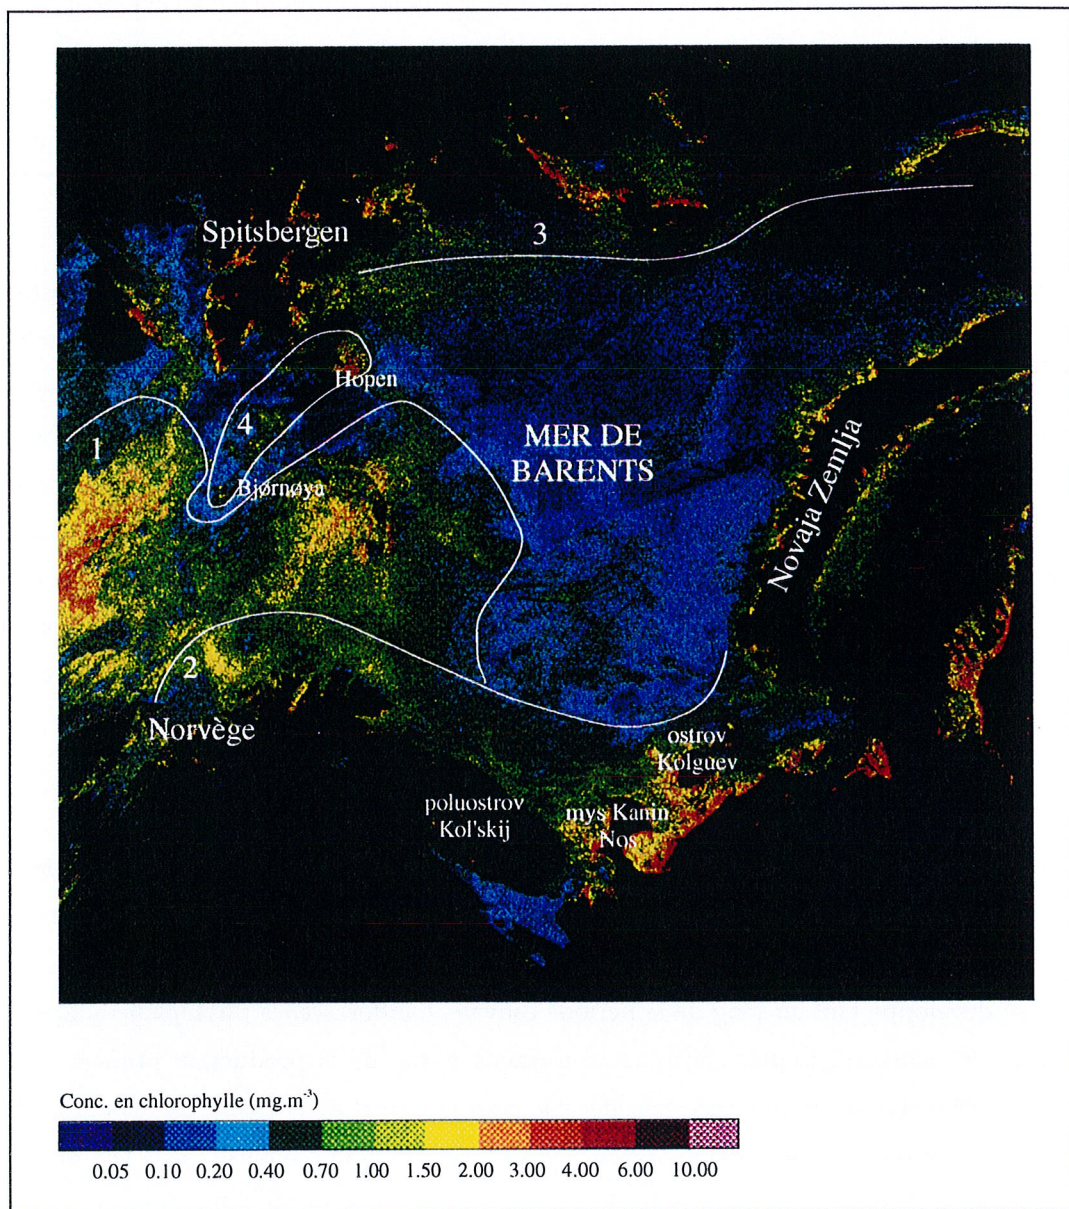 Spitsbergen
3
Hopen
4
1
MER DE
BARENTS
Bjørnøya
Novaja Zemlja
2
Norvège
ostrov
Kolguev
poluostrov
Kol'skij
mys Kanin
Nos
Conc. en chlorophylle (mg.m-³)
0.05 0.10 0.20 0.40 0.70 1.00 1.50 2.00 3.00 4.00 6.00 10.00